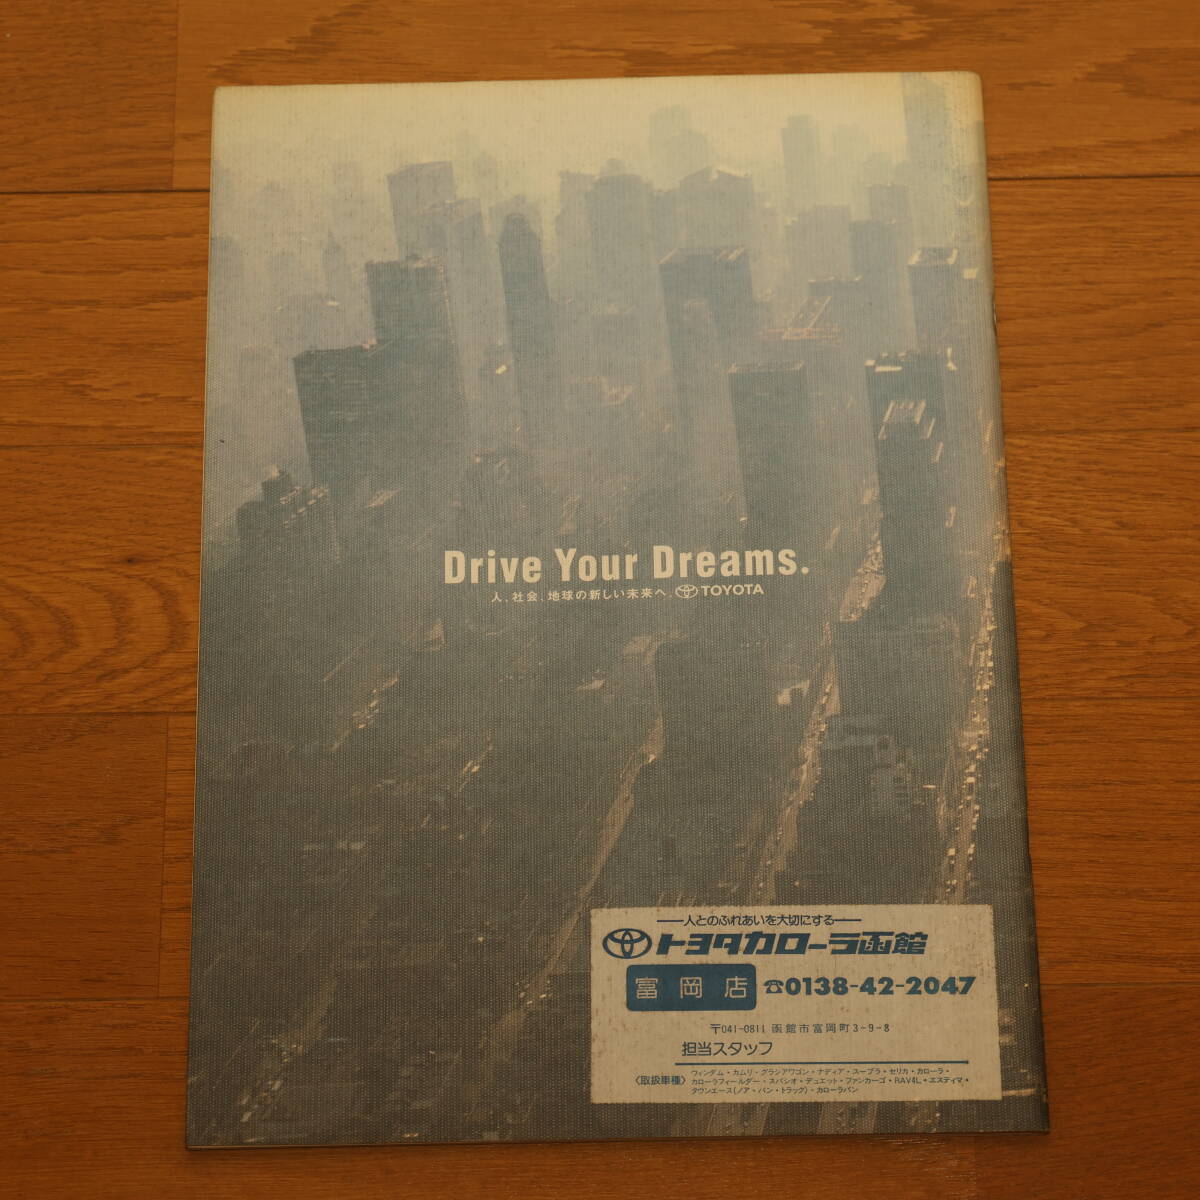 Drive Your Dreams.
人、社会、地球の新しい未来へ。 TOYOTA
人とのふれあいを大切にする
トヨタカローラ函館
富岡店 ☎0138-42-2047
〒041-0811 函館市富岡町3-9-8
担当スタッフ
〈取扱車種〉 ウィンダム・カムリ・グラシアワゴン・ナディア・スープラ・セリカ・カローラ・
カローラフィールダー・スパシオ・デュエット・ファンカーゴ・RAV4L・エスティマ・
タウンエース(ノア・バン・トラック)・カローラバン